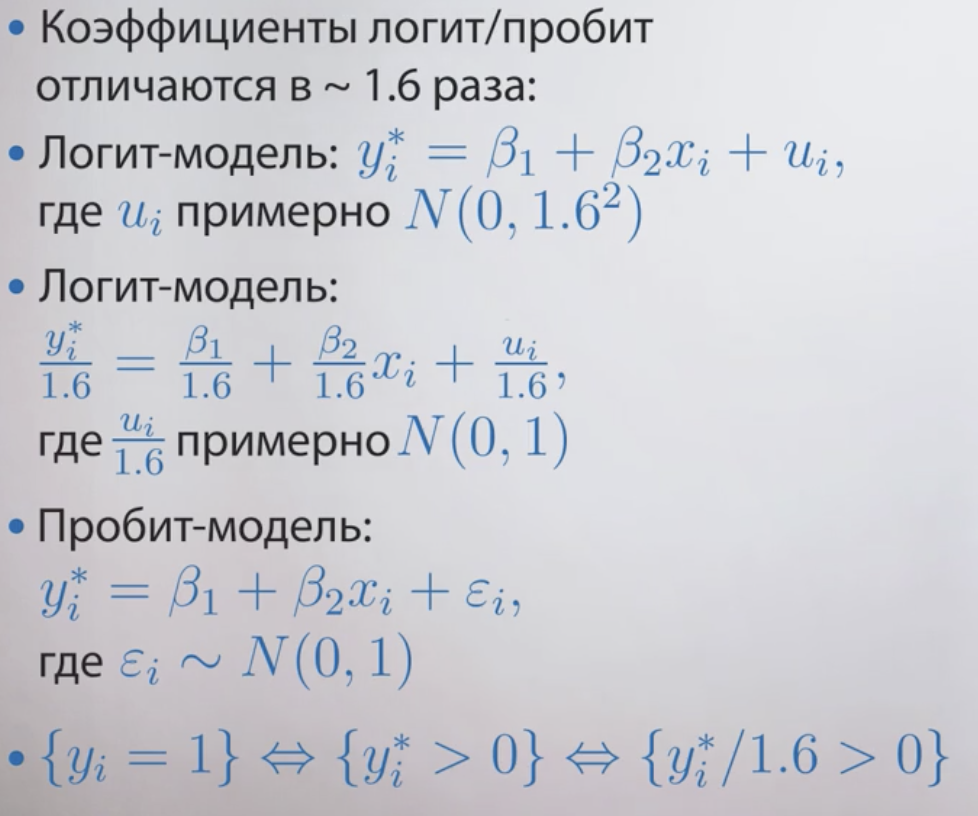 • Коэффициенты логит/пробит
отличаются в ~ 1.6 раза:
• Логит-модель: $y_i^* = \beta_1 + \beta_2 x_i + u_i,$
где $u_i$ примерно $N(0, 1.6^2)$
• Логит-модель:
$\frac{y_i^*}{1.6} = \frac{\beta_1}{1.6} + \frac{\beta_2}{1.6} x_i + \frac{u_i}{1.6},$
где $\frac{u_i}{1.6}$ примерно $N(0, 1)$
• Пробит-модель:
$y_i^* = \beta_1 + \beta_2 x_i + \varepsilon_i,$
где $\varepsilon_i \sim N(0, 1)$
• $\{y_i = 1\} \Leftrightarrow \{y_i^* > 0\} \Leftrightarrow \{y_i^*/1.6 > 0\}$